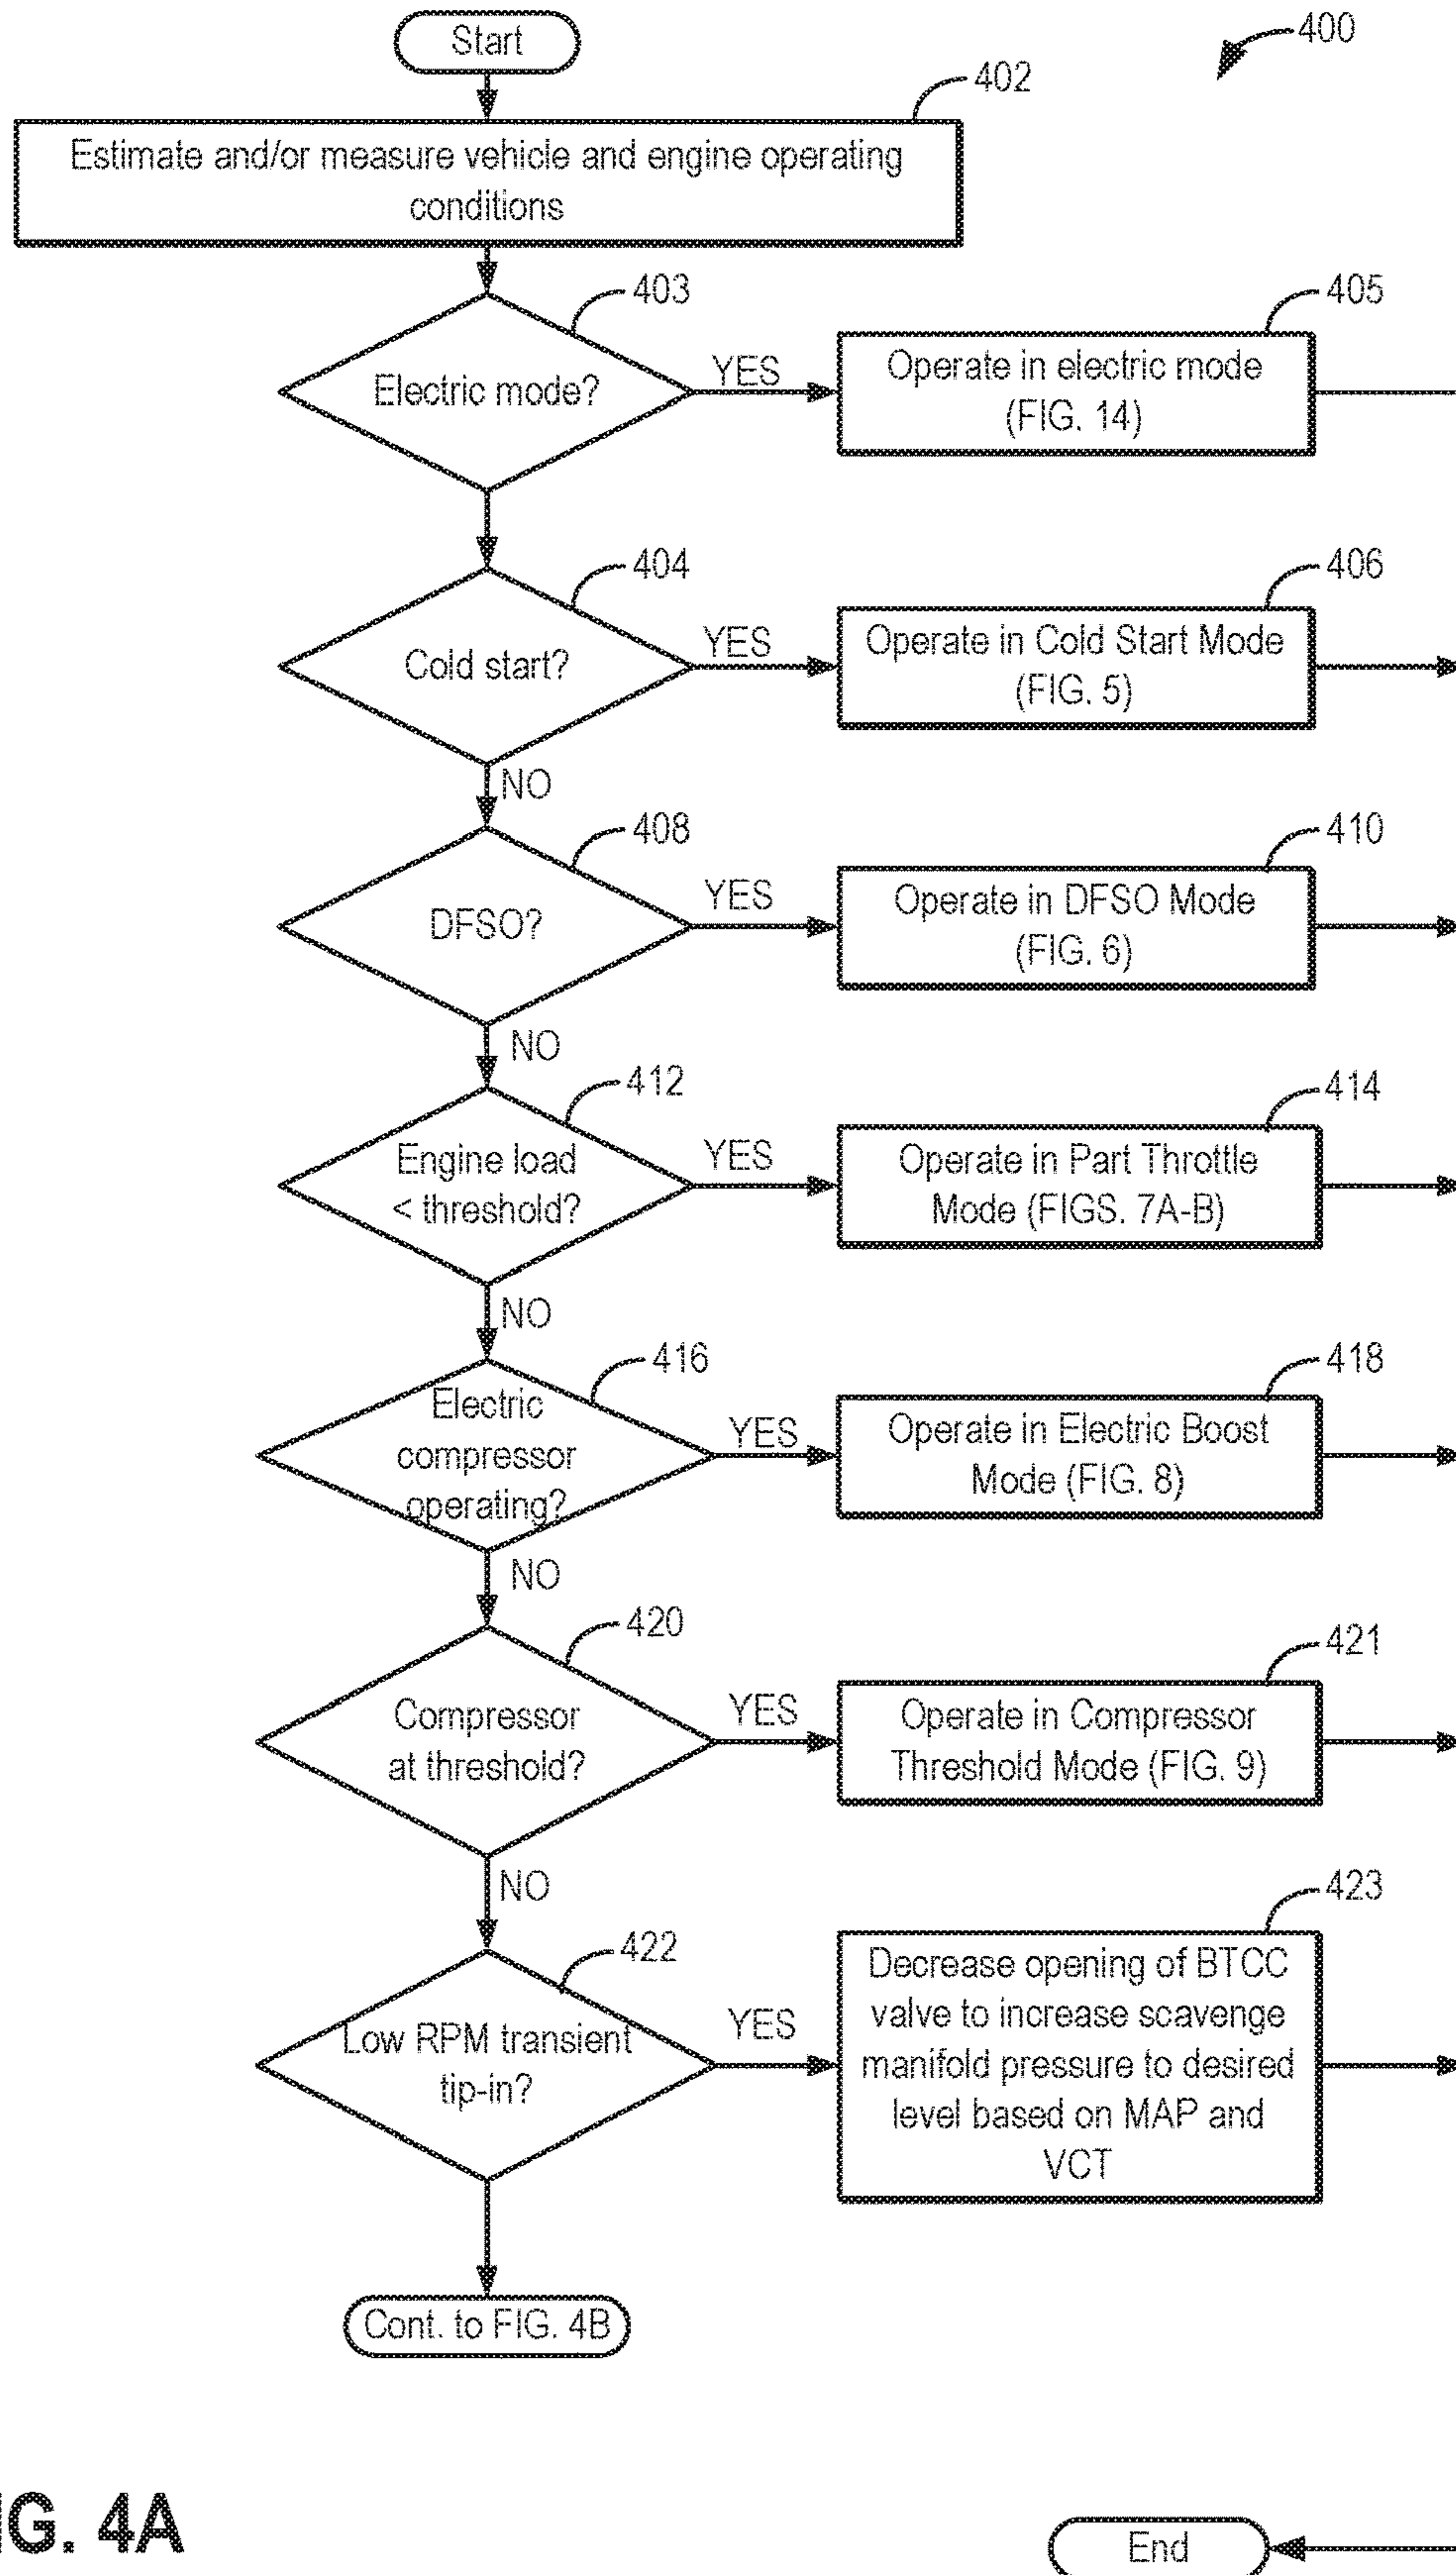 Start
400
402
Estimate and/or measure vehicle and engine operating
conditions
403
405
Electric mode?
YES
Operate in electric mode
(FIG. 14)
404
406
Cold start?
YES
Operate in Cold Start Mode
(FIG. 5)
NO
408
410
DFSO?
YES
Operate in DFSO Mode
(FIG. 6)
NO
412
414
Engine load
< threshold?
YES
Operate in Part Throttle
Mode (FIGS. 7A-B)
NO
416
418
Electric
compressor
operating?
YES
Operate in Electric Boost
Mode (FIG. 8)
NO
420
421
Compressor
at threshold?
YES
Operate in Compressor
Threshold Mode (FIG. 9)
NO
422
423
Low RPM transient
tip-in?
YES
Decrease opening of BTCC
valve to increase scavenge
manifold pressure to desired
level based on MAP and
VCT
Cont. to FIG. 4B
IG. 4A
End